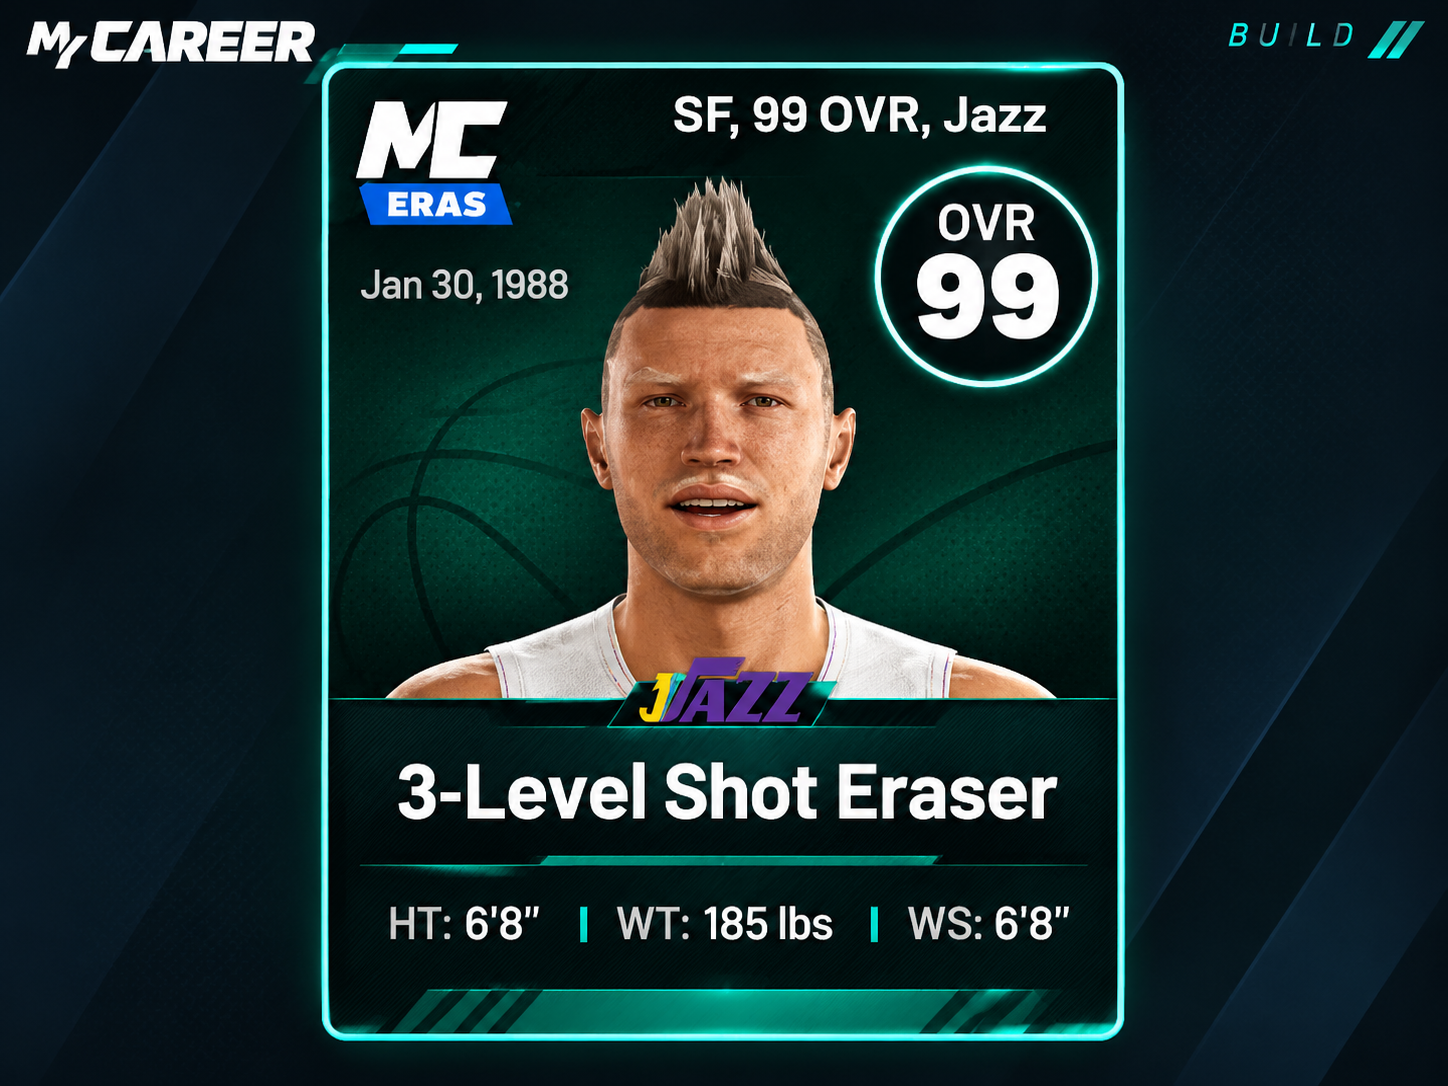 MyCAREER
BUILD
MC
ERAS
SF, 99 OVR, Jazz
Jan 30, 1988
OVR
99
JAZZ
3-Level Shot Eraser
HT: 6'8” | WT: 185 lbs | WS: 6'8”